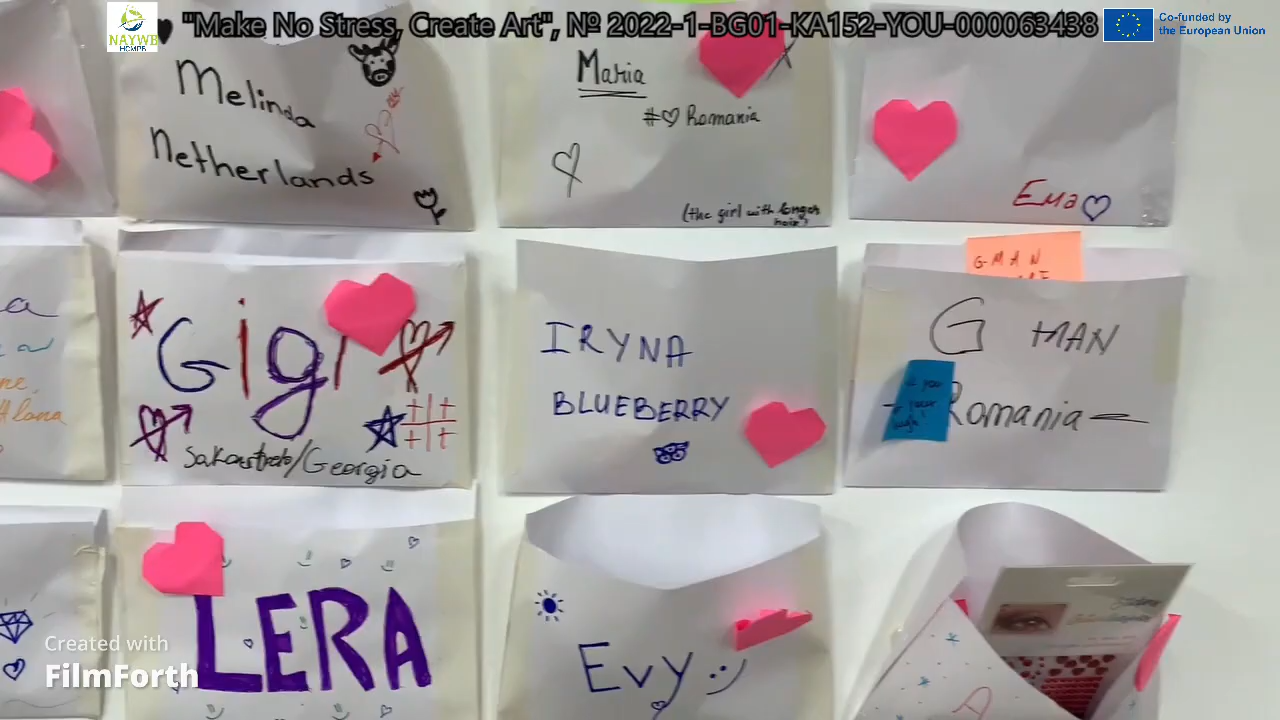 "Make No Stress, Create Art", № 2022-1-BG01-KA152-YOU-000063438
NAYWB
Co-funded by
the European Union
Melinda
Netherlands
Maria
#♡ Romania
(the girl with longer
hair)
Ema
Gigi
Sakartvelo/Georgia
IRYNA
BLUEBERRY
G-MAN
G MAN
Romania
LERA
Evy :)
Created with
FilmForth